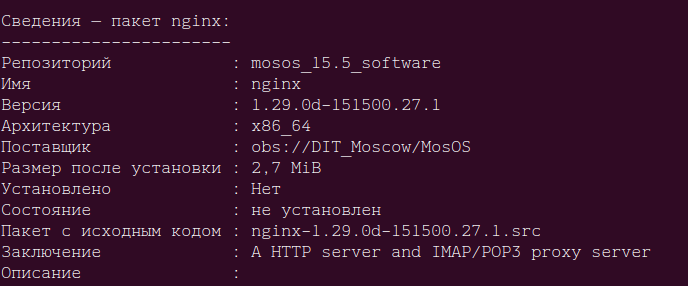 Сведения — пакет nginx:
-----------------------
Репозиторий : mosos_15.5_software
Имя : nginx
Версия : 1.29.0d-151500.27.1
Архитектура : x86_64
Поставщик : obs://DIT_Moscow/MosOS
Размер после установки : 2,7 MiB
Установлено : Нет
Состояние : не установлен
Пакет с исходным кодом : nginx-1.29.0d-151500.27.1.src
Заключение : A HTTP server and IMAP/POP3 proxy server
Описание :